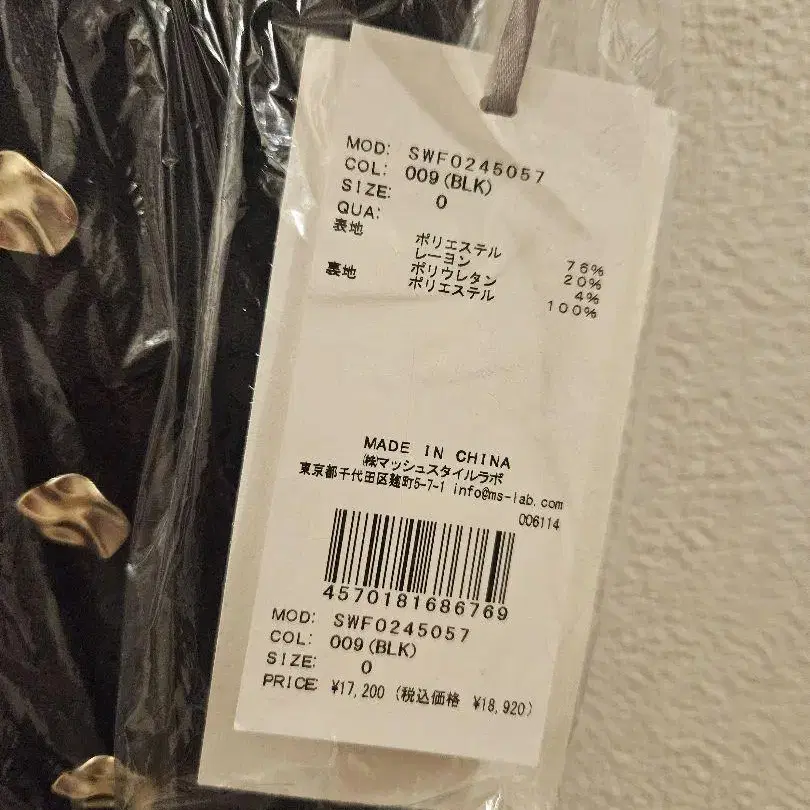 MOD: SWF0245057
COL: 009(BLK)
SIZE: 0
QUA:
表地 ポリエステル 76%
レーヨン 20%
ポリウレタン 4%
裏地 ポリエステル 100%
MADE IN CHINA
㈱マッシュスタイルラボ
東京都千代田区麹町5-7-1 info@ms-lab.com
006114
4570181686769
MOD: SWF0245057
COL: 009(BLK)
SIZE: 0
PRICE: ¥17,200 (税込価格 ¥18,920)